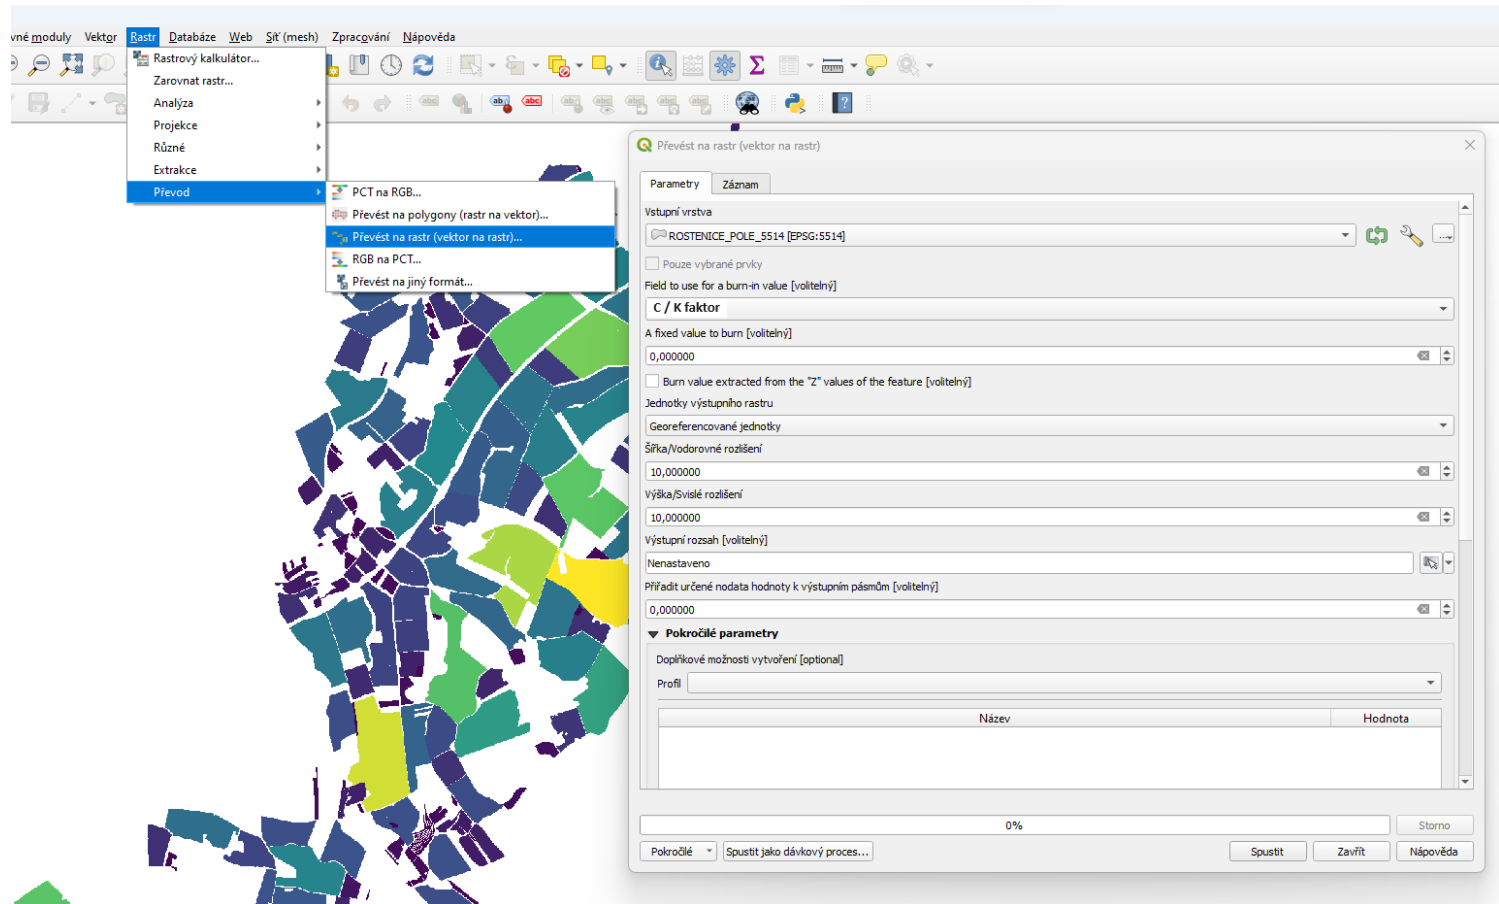 vné moduly Vektor Rastr Databáze Web Síť (mesh) Zpracování Nápověda
Rastrový kalkulátor...
Zarovnat rastr...
Analýza
Projekce
Různé
Extrakce
Převod
PCT na RGB...
Převést na polygony (rastr na vektor)...
Převést na rastr (vektor na rastr)...
RGB na PCT...
Převést na jiný formát...
Převést na rastr (vektor na rastr)
Parametry Záznam
Vstupní vrstva
ROSTENICE_POLE_5514 [EPSG:5514]
Pouze vybrané prvky
Field to use for a burn-in value [volitelný]
C / K faktor
A fixed value to burn [volitelný]
0,000000
Burn value extracted from the "Z" values of the feature [volitelný]
Jednotky výstupního rastru
Georeferencované jednotky
Šířka/Vodorovné rozlišení
10,000000
Výška/Svislé rozlišení
10,000000
Výstupní rozsah [volitelný]
Nenastaveno
Přiřadit určené nodata hodnoty k výstupním pásmům [volitelný]
0,000000
Pokročilé parametry
Doplňkové možnosti vytvoření [optional]
Profil
Název Hodnota
0% Storno
Pokročilé Spustit jako dávkový proces... Spustit Zavřít Nápověda